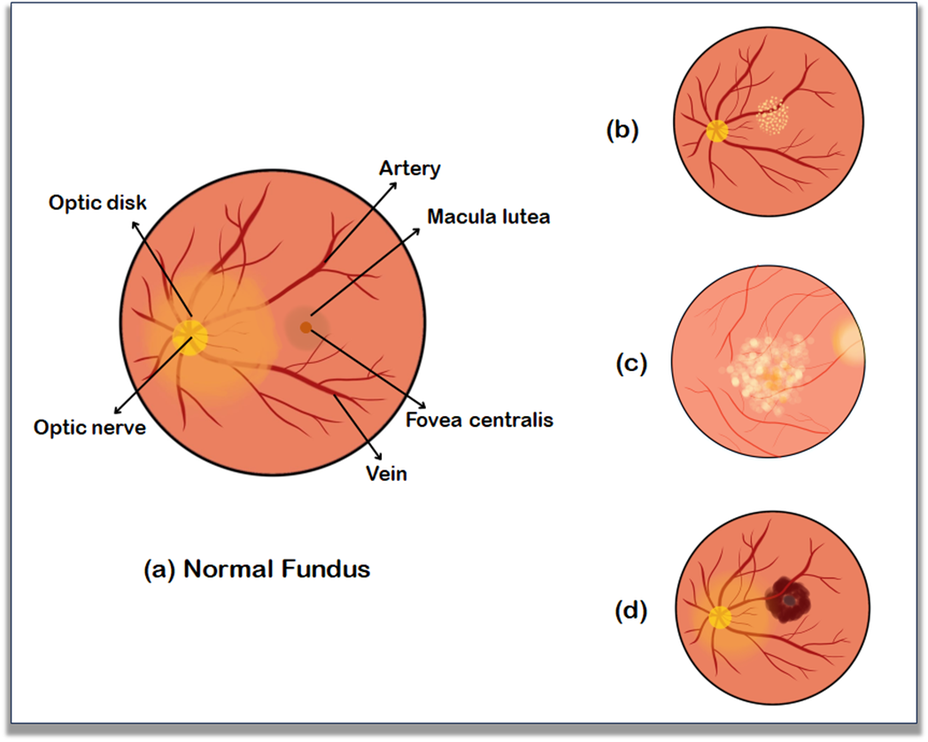 Artery
Optic disk
Macula lutea
Optic nerve
Fovea centralis
Vein
(a) Normal Fundus
(b)
(c)
(d)